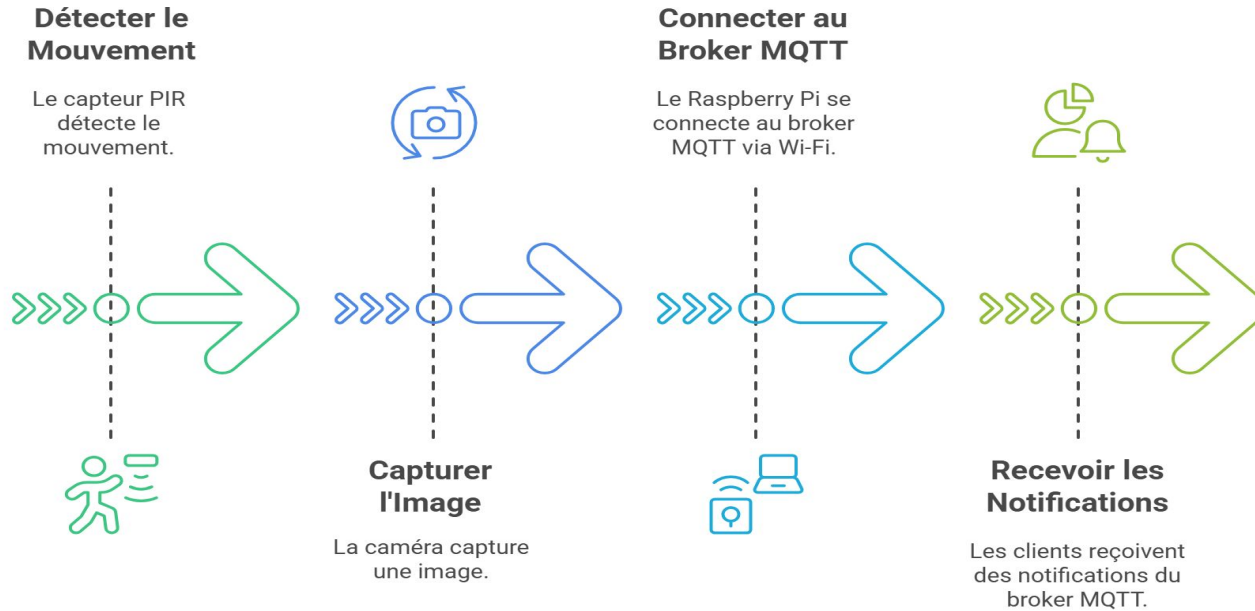 Détecter le
Mouvement
Le capteur PIR
détecte le
mouvement.
Capturer
l'Image
La caméra capture
une image.
Connecter au
Broker MQTT
Le Raspberry Pi se
connecte au broker
MQTT via Wi-Fi.
Recevoir les
Notifications
Les clients reçoivent
des notifications du
broker MQTT.